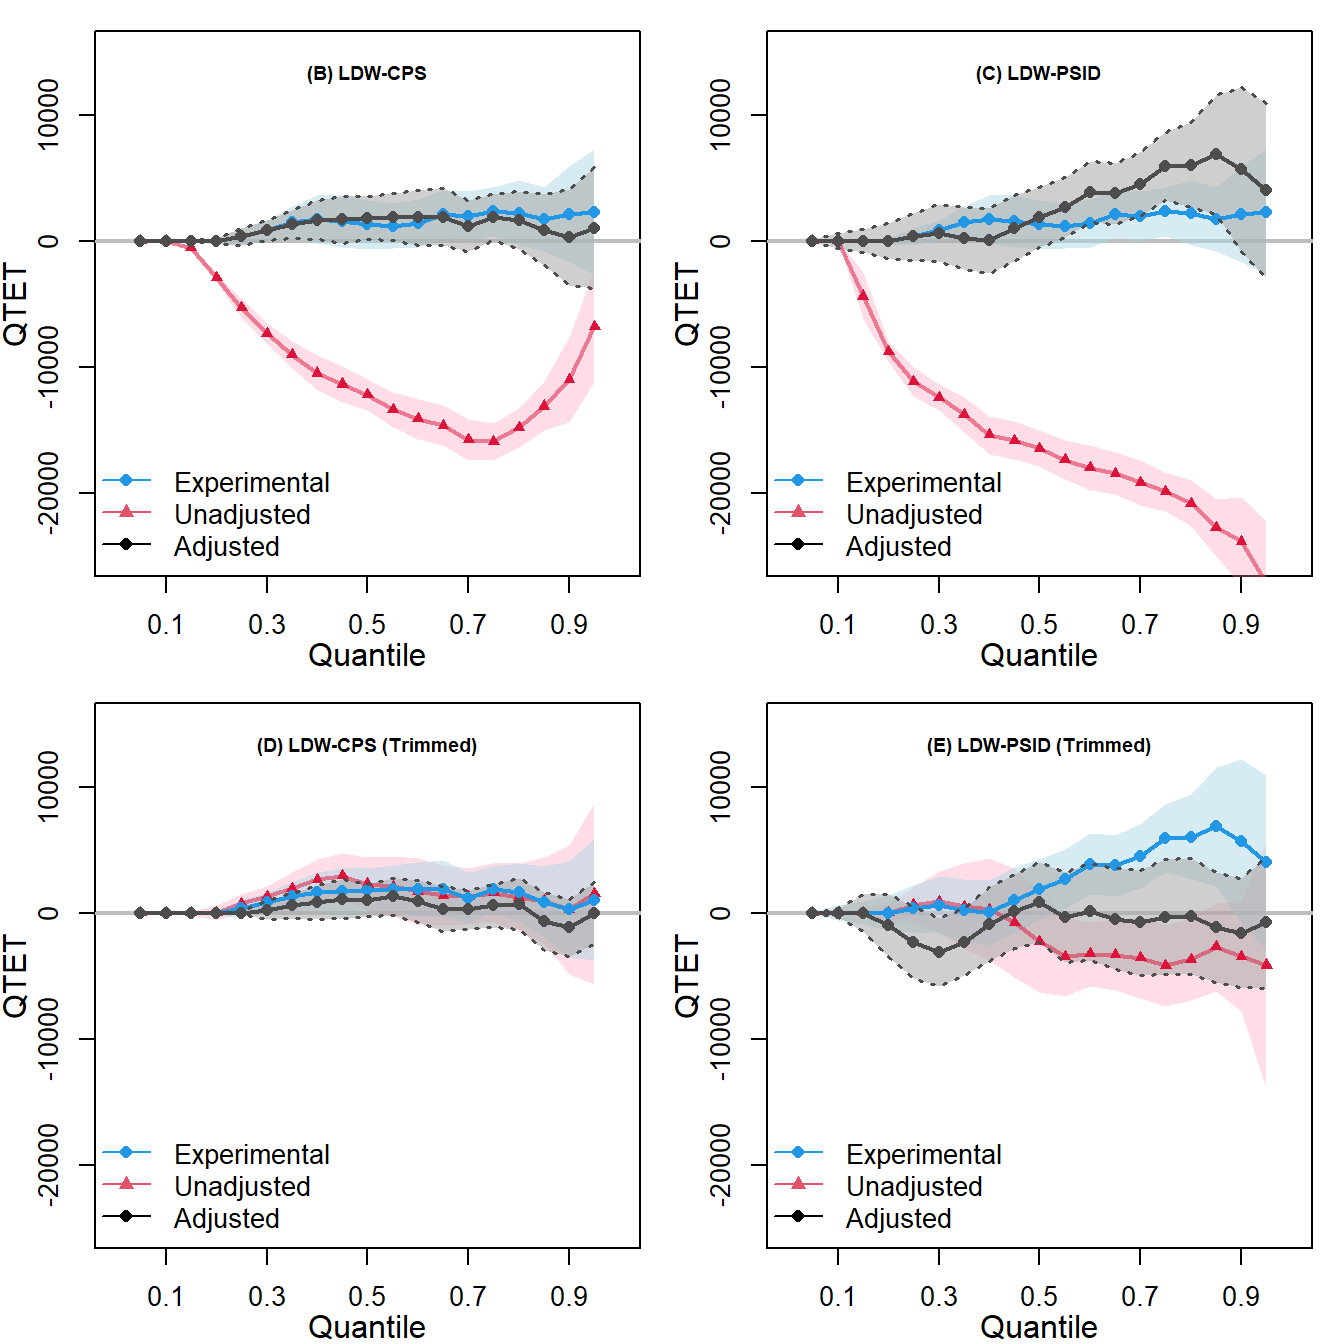 (B) LDW-CPS
QTET
10000
0
-10000
-20000
Experimental
Unadjusted
Adjusted
0.1 0.3 0.5 0.7 0.9
Quantile
(C) LDW-PSID
QTET
10000
0
-10000
-20000
Experimental
Unadjusted
Adjusted
0.1 0.3 0.5 0.7 0.9
Quantile
(D) LDW-CPS (Trimmed)
QTET
10000
0
-10000
-20000
Experimental
Unadjusted
Adjusted
0.1 0.3 0.5 0.7 0.9
Quantile
(E) LDW-PSID (Trimmed)
QTET
10000
0
-10000
-20000
Experimental
Unadjusted
Adjusted
0.1 0.3 0.5 0.7 0.9
Quantile